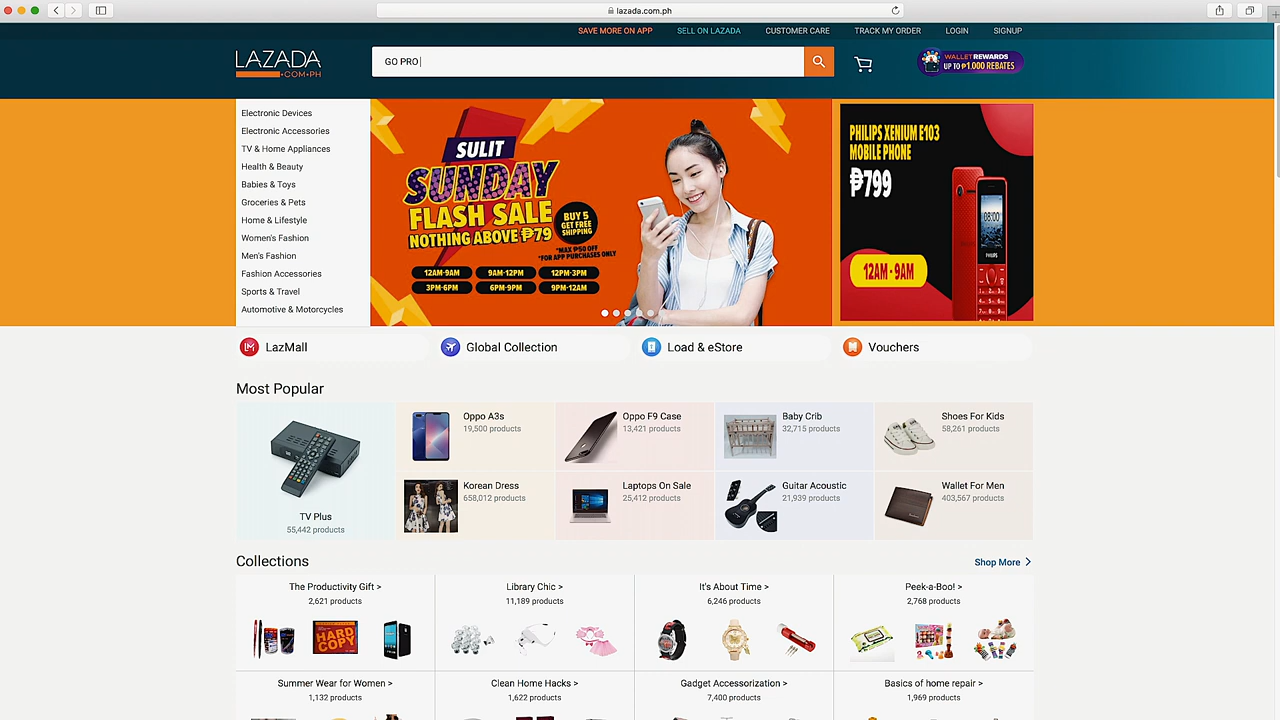 lazada.com.ph
SAVE MORE ON APP
SELL ON LAZADA
CUSTOMER CARE
TRACK MY ORDER
LOGIN
SIGNUP
LAZADA
.COM.PH
GO PRO
WALLET REWARDS
UP TO ₱1,000 REBATES
Electronic Devices
Electronic Accessories
TV & Home Appliances
Health & Beauty
Babies & Toys
Groceries & Pets
Home & Lifestyle
Women's Fashion
Men's Fashion
Fashion Accessories
Sports & Travel
Automotive & Motorcycles
SULIT
SUNDAY
FLASH SALE
NOTHING ABOVE ₱79
BUY 5
GET FREE
SHIPPING
*MAX ₱50 OFF
*FOR APP PURCHASES ONLY
12AM-9AM
9AM-12PM
12PM-3PM
3PM-6PM
6PM-9PM
9PM-12AM
PHILIPS XENIUM E103
MOBILE PHONE
₱799
08:00
PHILIPS
12AM - 9AM
LazMall
Global Collection
Load & eStore
Vouchers
Most Popular
TV Plus
55,442 products
Oppo A3s
19,500 products
Oppo F9 Case
13,421 products
Baby Crib
32,715 products
Shoes For Kids
58,261 products
Korean Dress
658,012 products
Laptops On Sale
25,412 products
Guitar Acoustic
21,939 products
Wallet For Men
403,567 products
Collections
Shop More >
The Productivity Gift >
2,621 products
HARD
COPY
Library Chic >
11,189 products
It's About Time >
6,246 products
Peek-a-Boo! >
2,768 products
Summer Wear for Women >
1,132 products
Clean Home Hacks >
1,622 products
Gadget Accessorization >
7,400 products
Basics of home repair >
1,969 products